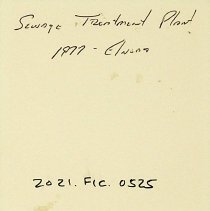 Sewage Treatment Plant
1977 - Elnora
2021.FIC.0525